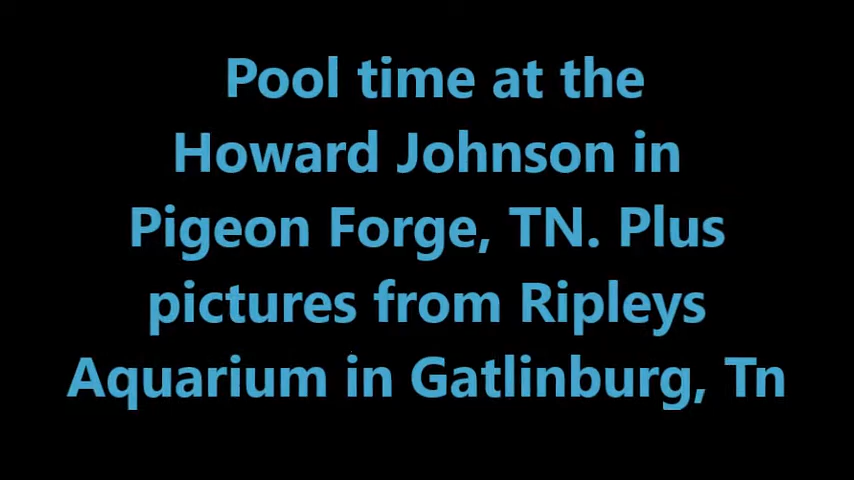 Pool time at the
Howard Johnson in
Pigeon Forge, TN. Plus
pictures from Ripleys
Aquarium in Gatlinburg, Tn